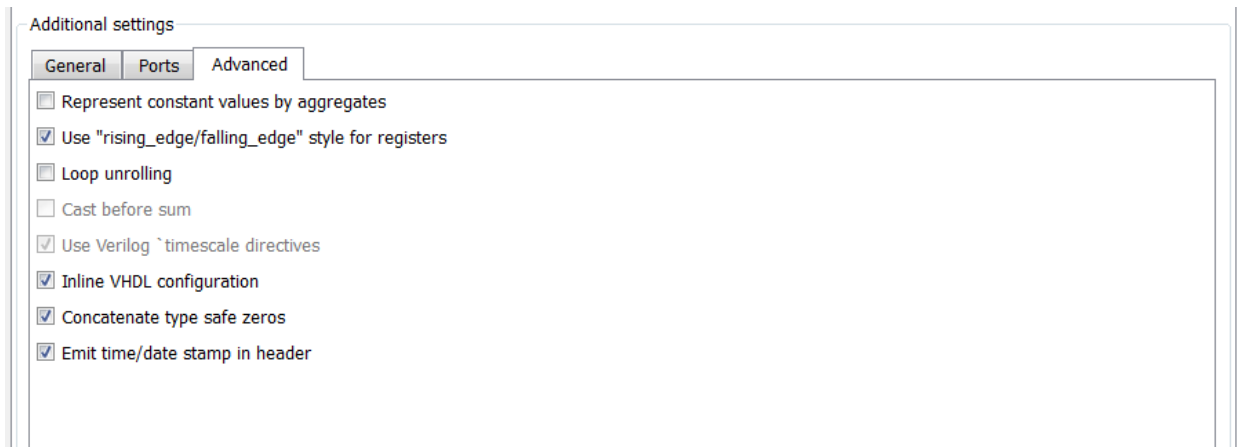 Additional settings
General Ports Advanced
Represent constant values by aggregates
Use "rising_edge/falling_edge" style for registers
Loop unrolling
Cast before sum
Use Verilog `timescale directives
Inline VHDL configuration
Concatenate type safe zeros
Emit time/date stamp in header